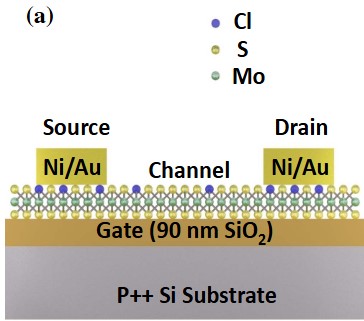 (a)
Cl
S
Mo
Source
Drain
Ni/Au
Channel
Ni/Au
Gate (90 nm SiO₂)
P++ Si Substrate